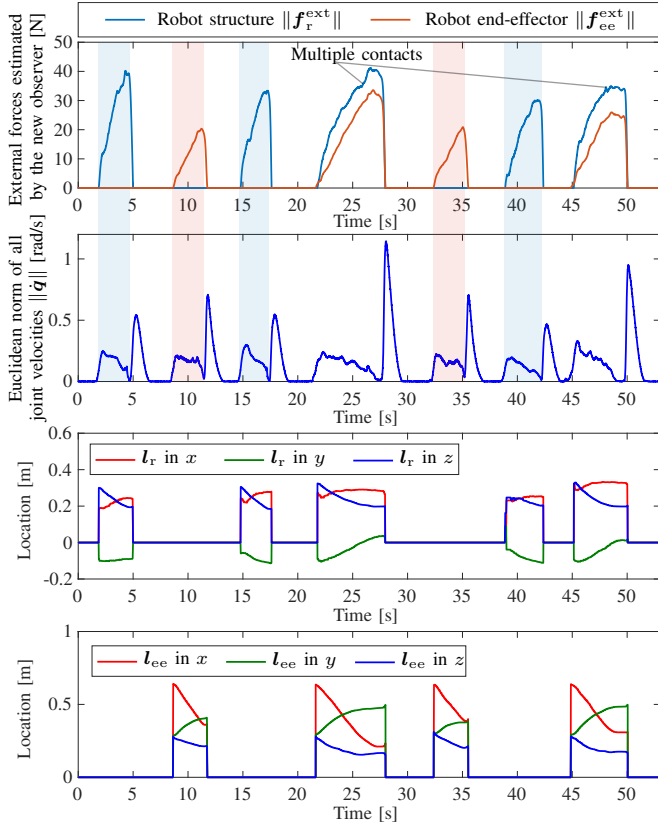 Robot structure ‖f_r^ext‖ Robot end-effector ‖f_ee^ext‖
External forces estimated
by the new observer [N]
50
40
30
20
10
0
Multiple contacts
0 5 10 15 20 25 30 35 40 45 50
Time [s]
Euclidean norm of all
joint velocities ‖q̇‖ [rad/s]
1
0.5
0
0 5 10 15 20 25 30 35 40 45 50
Time [s]
l_r in x l_r in y l_r in z
Location [m]
0.6
0.4
0.2
0
-0.2
0 5 10 15 20 25 30 35 40 45 50
Time [s]
l_ee in x l_ee in y l_ee in z
Location [m]
1
0.5
0
0 5 10 15 20 25 30 35 40 45 50
Time [s]